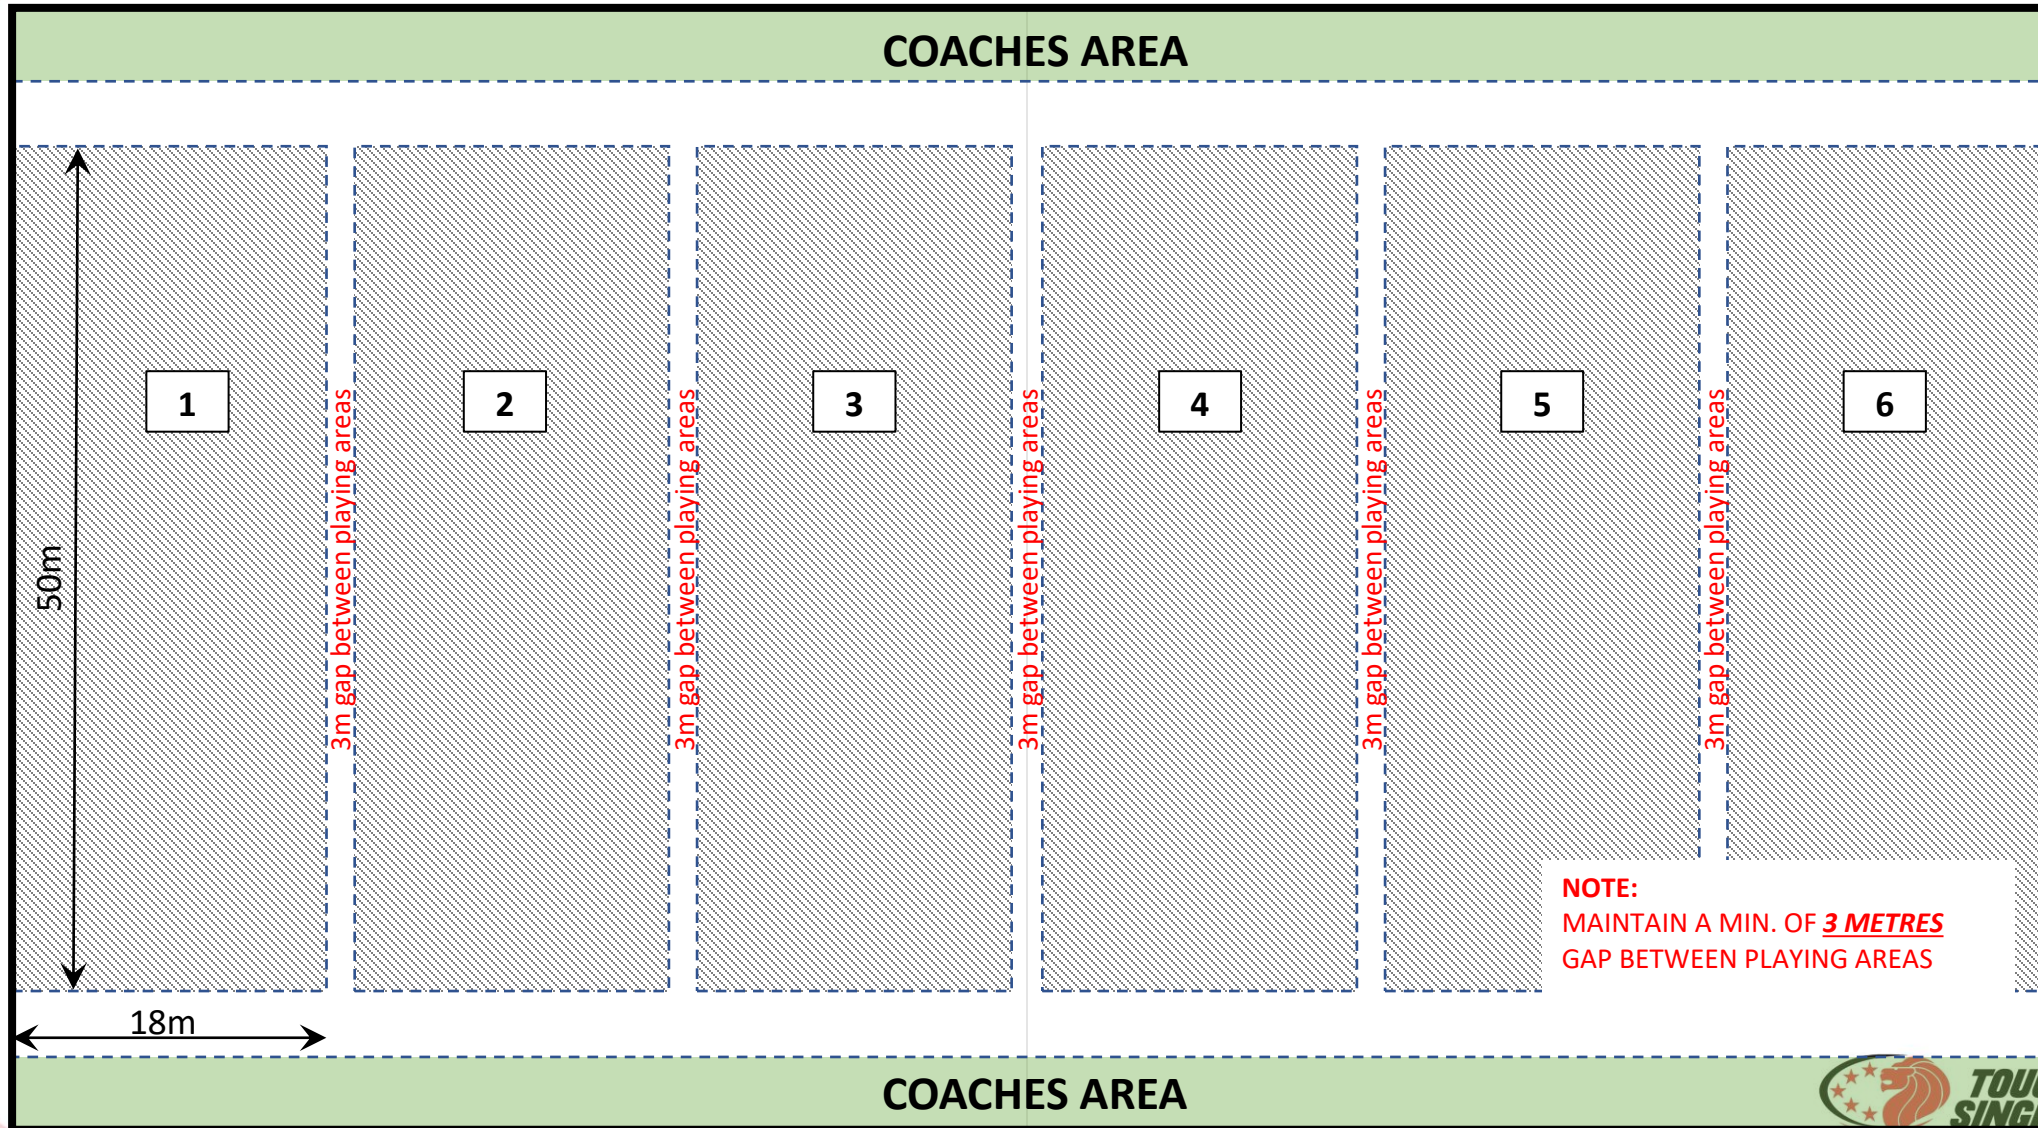 COACHES AREA
1
2
3
4
5
6
3m gap between playing areas
3m gap between playing areas
3m gap between playing areas
3m gap between playing areas
3m gap between playing areas
50m
NOTE:
MAINTAIN A MIN. OF 3 METRES
GAP BETWEEN PLAYING AREAS
18m
COACHES AREA